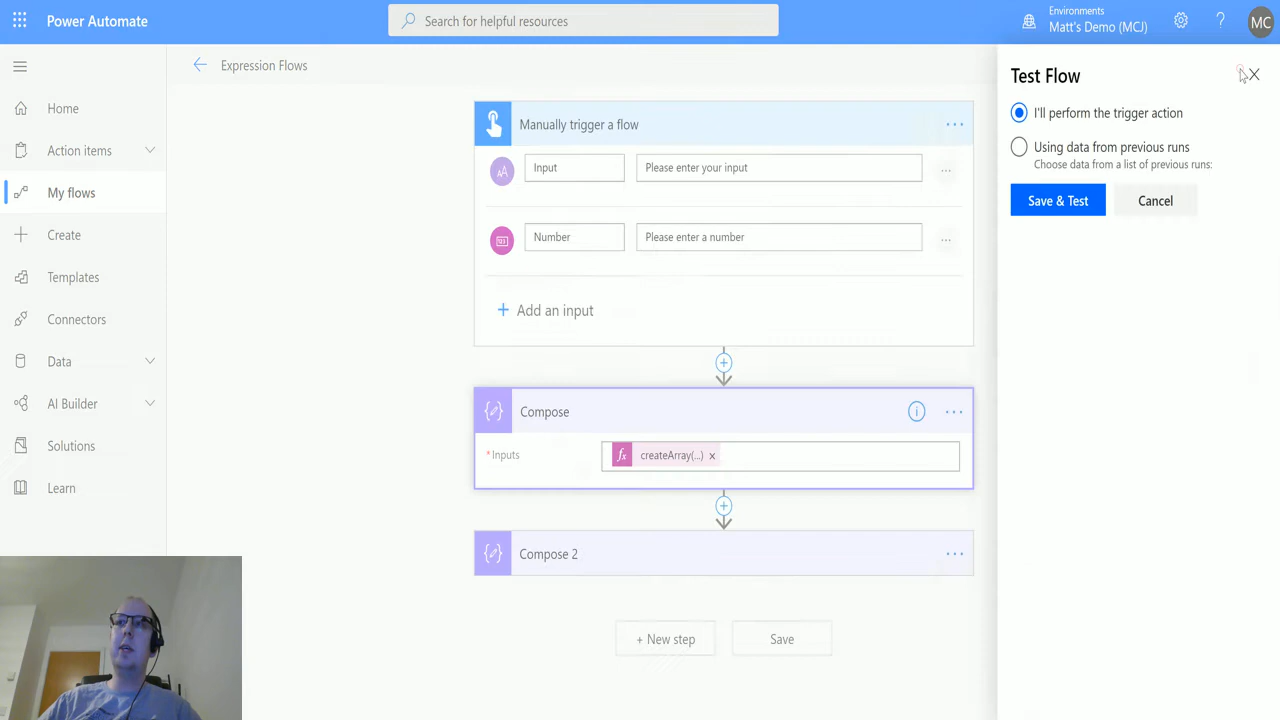 Power Automate
Search for helpful resources
Environments
Matt's Demo (MCJ)
?
MC
Expression Flows
Home
Action items
My flows
Create
Templates
Connectors
Data
AI Builder
Solutions
Learn
Manually trigger a flow
...
Input
Please enter your input
...
Number
Please enter a number
...
+ Add an input
Compose
i
...
* Inputs
fx createArray(...) x
Compose 2
...
+ New step
Save
Test Flow
I'll perform the trigger action
Using data from previous runs
Choose data from a list of previous runs:
Save & Test
Cancel